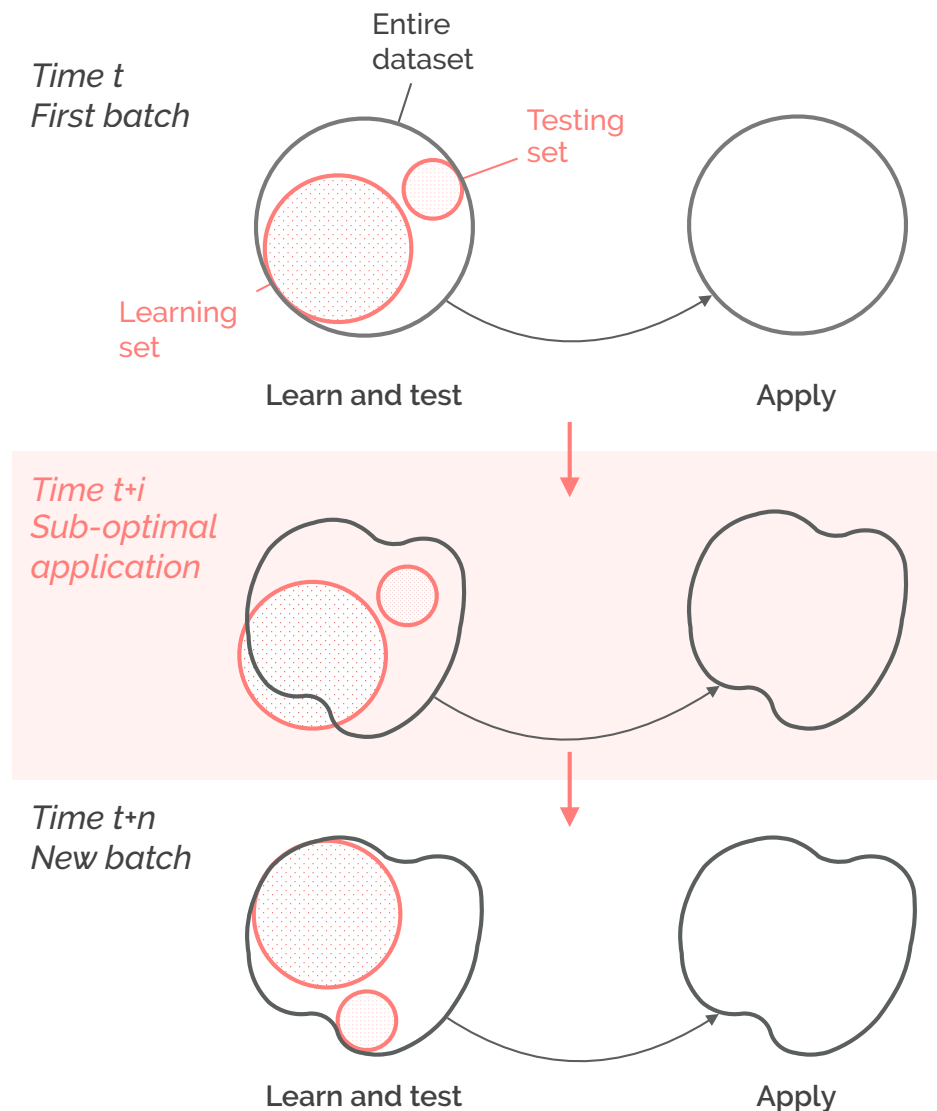 Entire
dataset
Time t
First batch
Testing
set
Learning
set
Learn and test
Apply
Time t+i
Sub-optimal
application
Time t+n
New batch
Learn and test
Apply